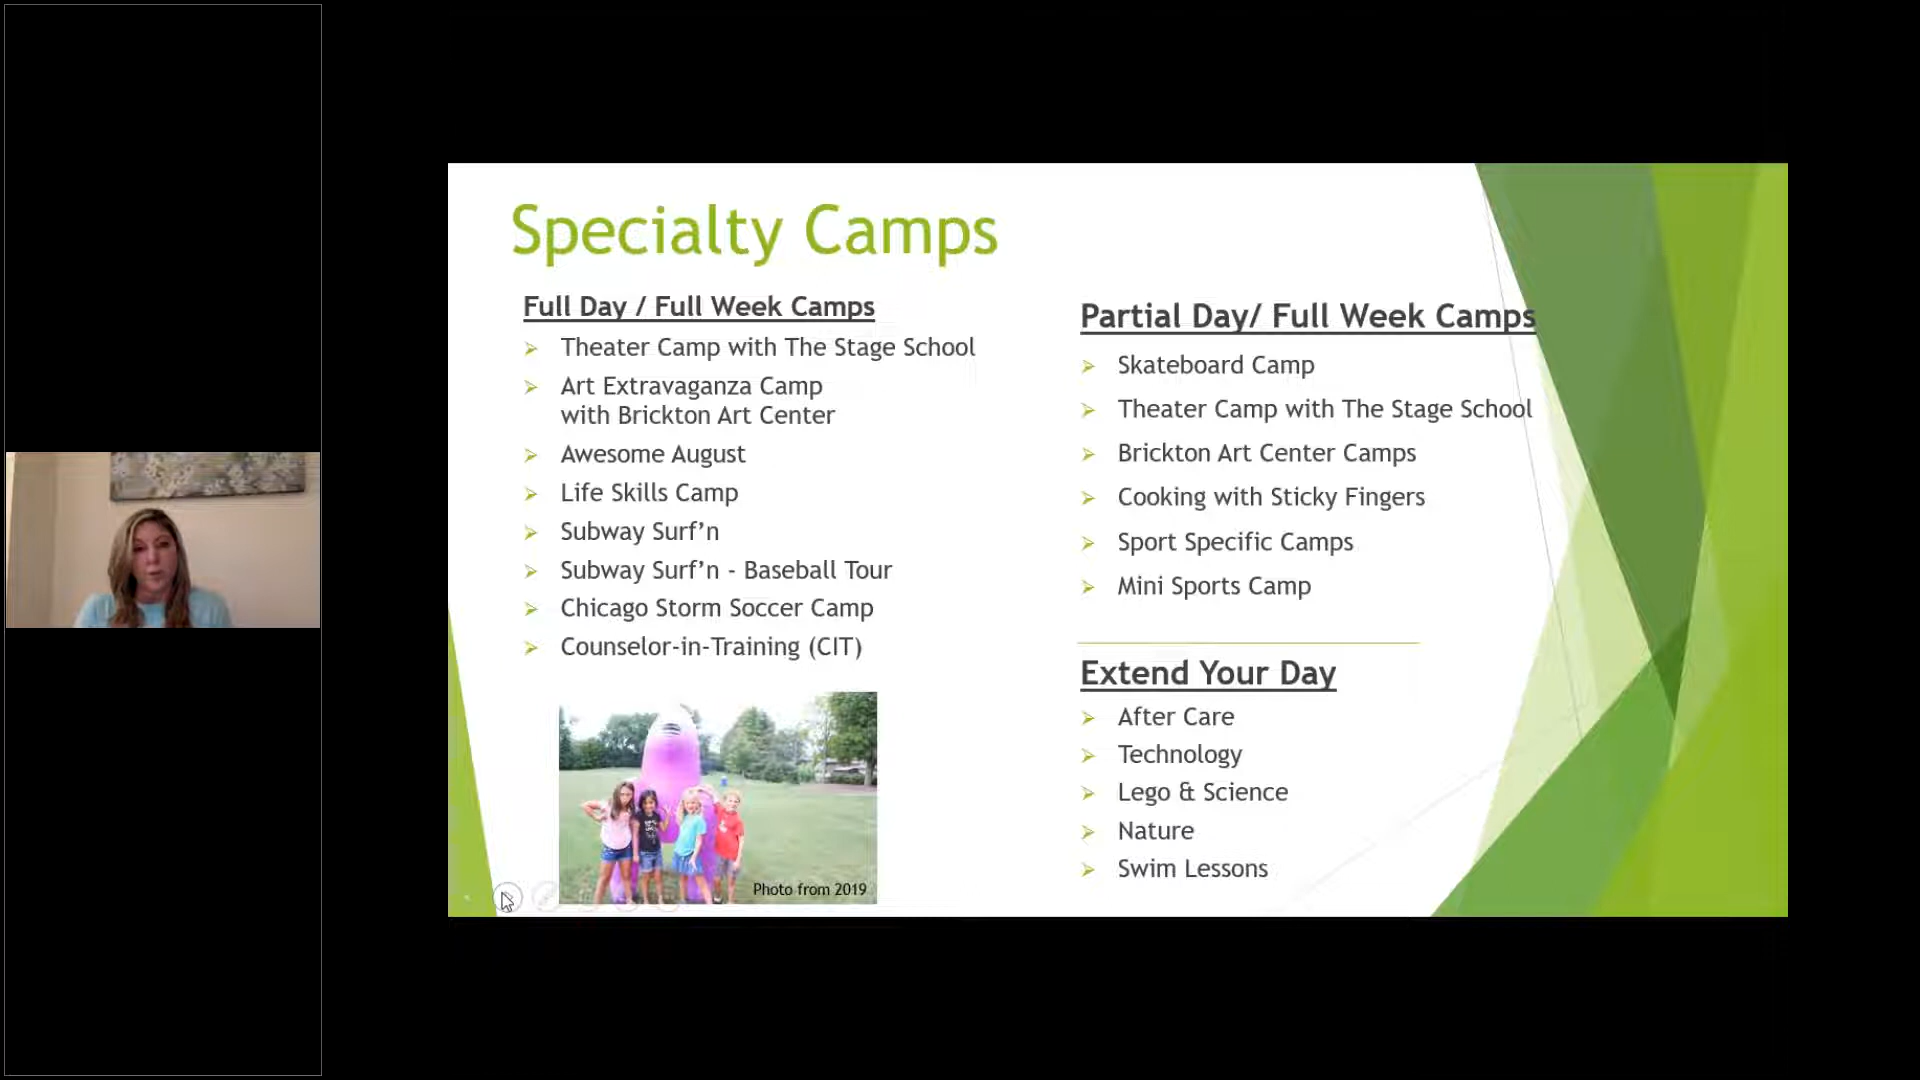 Specialty Camps
Full Day / Full Week Camps
Theater Camp with The Stage School
Art Extravaganza Camp
with Brickton Art Center
Awesome August
Life Skills Camp
Subway Surf’n
Subway Surf’n - Baseball Tour
Chicago Storm Soccer Camp
Counselor-in-Training (CIT)
Photo from 2019
Partial Day/ Full Week Camps
Skateboard Camp
Theater Camp with The Stage School
Brickton Art Center Camps
Cooking with Sticky Fingers
Sport Specific Camps
Mini Sports Camp
Extend Your Day
After Care
Technology
Lego & Science
Nature
Swim Lessons